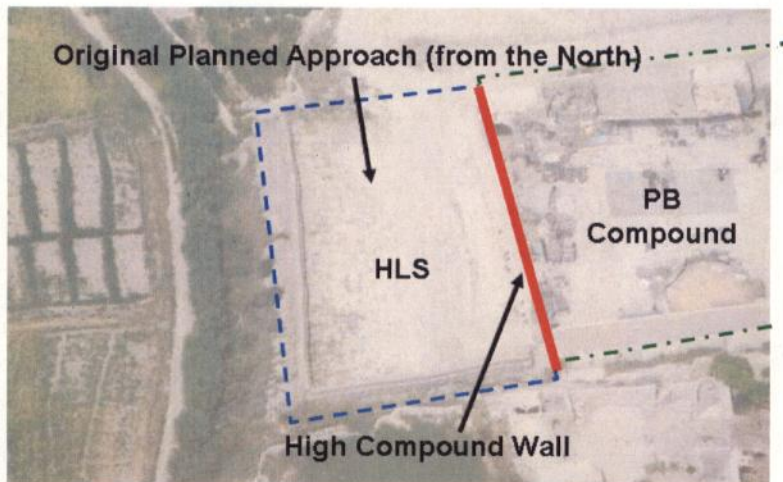 Original Planned Approach (from the North)
PB
Compound
HLS
High Compound Wall